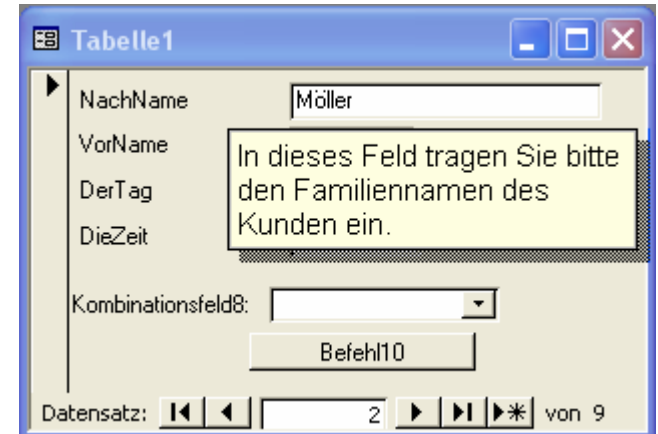 Tabelle1
NachName Möller
VorName
DerTag
DieZeit
In dieses Feld tragen Sie bitte
den Familiennamen des
Kunden ein.
Kombinationsfeld8:
Befehl10
Datensatz: 2 von 9